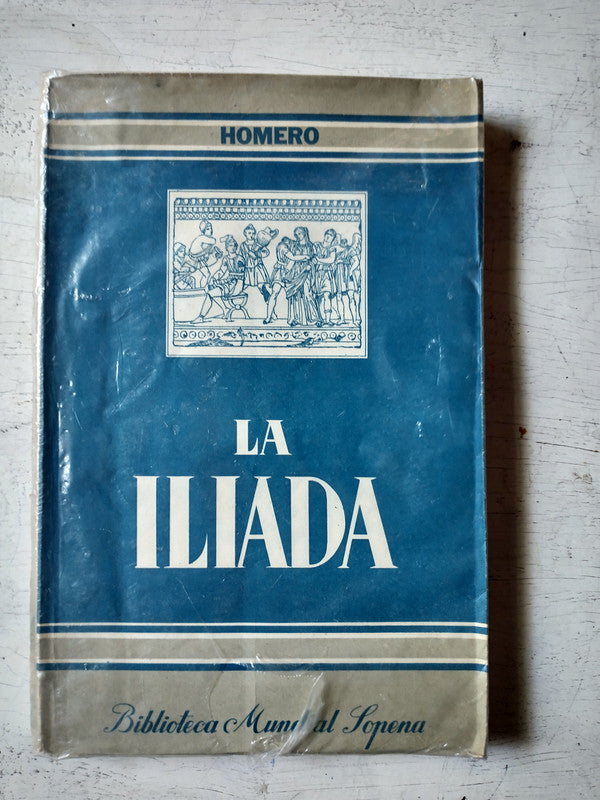 HOMERO
LA
ILIADA
Biblioteca Mundial Sopena